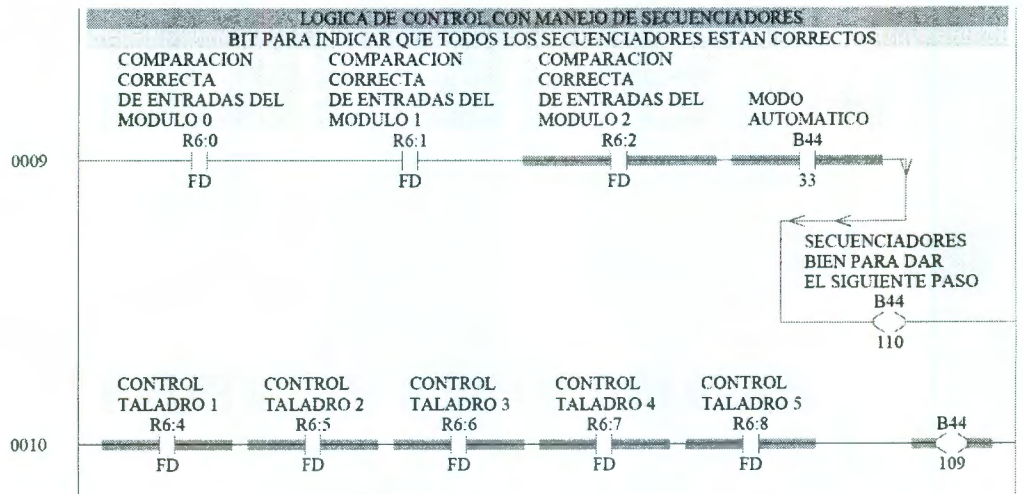 LOGICA DE CONTROL CON MANEJO DE SECUENCIADORES
BIT PARA INDICAR QUE TODOS LOS SECUENCIADORES ESTAN CORRECTOS
COMPARACION
CORRECTA
DE ENTRADAS DEL
MODULO 0
R6:0
FD
COMPARACION
CORRECTA
DE ENTRADAS DEL
MODULO 1
R6:1
FD
COMPARACION
CORRECTA
DE ENTRADAS DEL
MODULO 2
R6:2
FD
MODO
AUTOMATICO
B44
33
0009
SECUENCIADORES
BIEN PARA DAR
EL SIGUIENTE PASO
B44
110
CONTROL
TALADRO 1
R6:4
FD
CONTROL
TALADRO 2
R6:5
FD
CONTROL
TALADRO 3
R6:6
FD
CONTROL
TALADRO 4
R6:7
FD
CONTROL
TALADRO 5
R6:8
FD
B44
109
0010